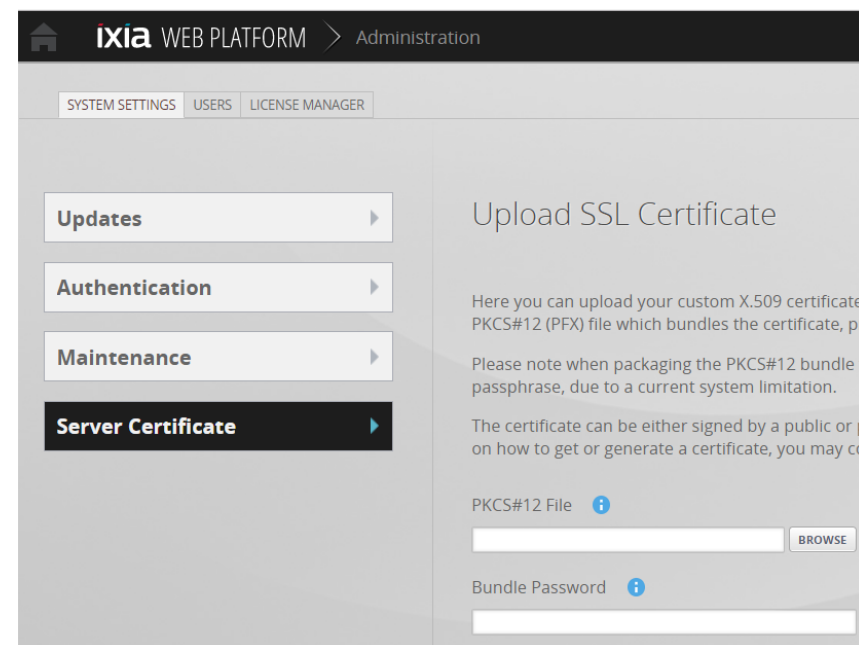 ixia WEB PLATFORM > Administration
SYSTEM SETTINGS USERS LICENSE MANAGER
Updates
Authentication
Maintenance
Server Certificate
Upload SSL Certificate
Here you can upload your custom X.509 certificate
PKCS#12 (PFX) file which bundles the certificate, p
Please note when packaging the PKCS#12 bundle
passphrase, due to a current system limitation.
The certificate can be either signed by a public or
on how to get or generate a certificate, you may co
PKCS#12 File
BROWSE
Bundle Password